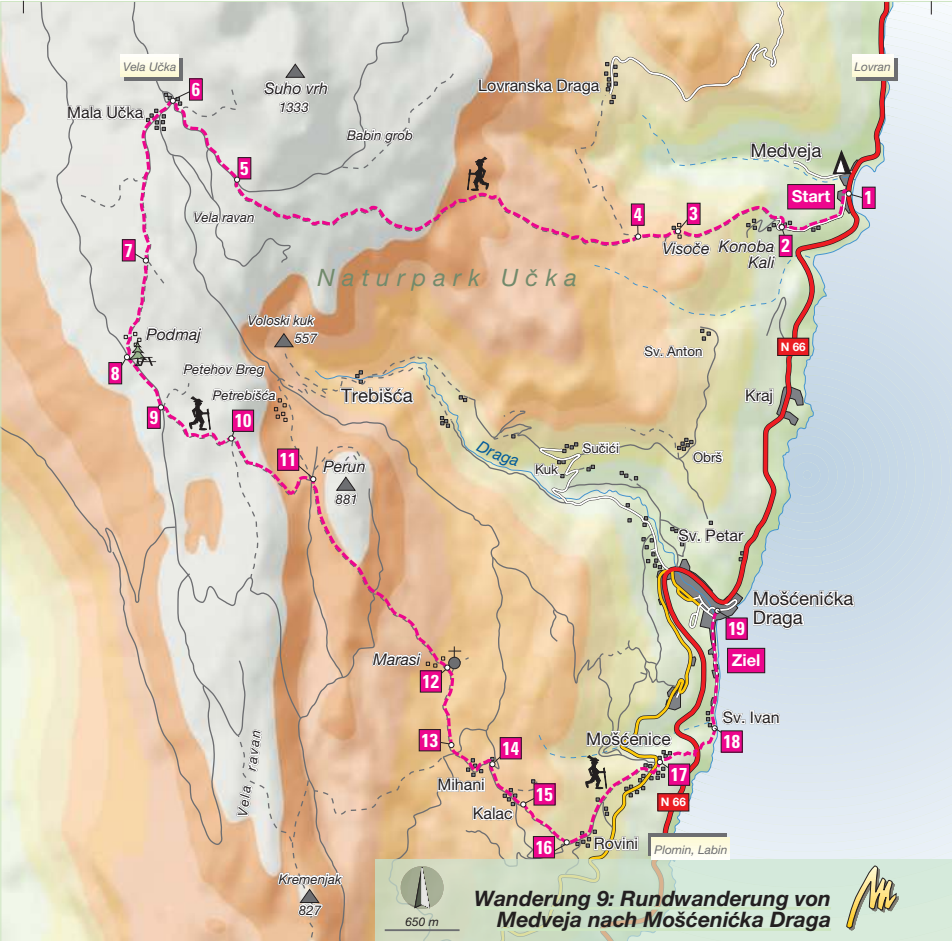 Vela Učka
Lovran
6
Suho vrh
1333
Lovranska Draga
Mala Učka
Babin grob
Medveja
5
Start
1
Vela ravan
4
3
Visoče
Konoba
Kali
2
7
Naturpark Učka
Voloski kuk
557
Podmaj
N 66
Sv. Anton
8
Petehov Breg
Petrebišća
Trebišća
Kraj
9
10
Draga
Sučići
Kuk
Obrš
11
Perun
881
Sv. Petar
Mošćenićka
Draga
19
Marasi
Ziel
12
Sv. Ivan
18
13
14
Mošćenice
Vela ravan
Mihani
15
17
Kalac
N 66
16
Rovini
Plomin, Labin
Kremenjak
827
650 m
Wanderung 9: Rundwanderung von
Medveja nach Mošćenićka Draga